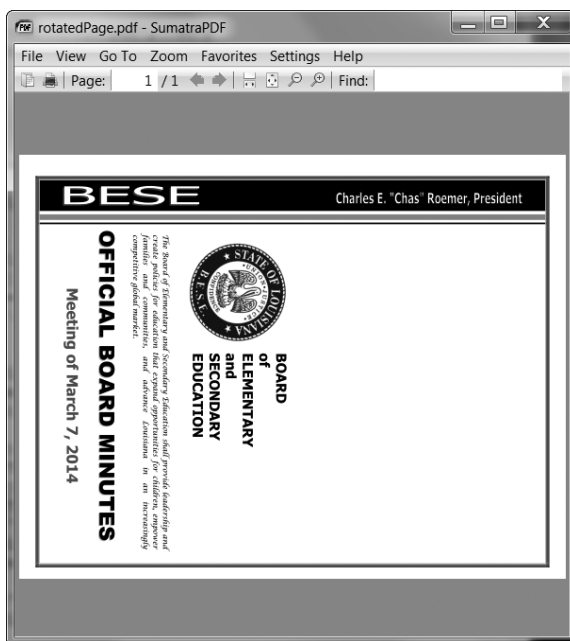 rotatedPage.pdf - SumatraPDF
File View Go To Zoom Favorites Settings Help
Page: 1 / 1 Find:
BESE Charles E. "Chas" Roemer, President
STATE OF LOUISIANA
UNION JUSTICE
CONFIDENCE
B.E.S.E.
BOARD
of
ELEMENTARY
and
SECONDARY
EDUCATION
The Board of Elementary and Secondary Education shall provide leadership and
create policies for education that expand opportunities for children, empower
families and communities, and advance Louisiana in an increasingly
competitive global market.
OFFICIAL BOARD MINUTES
Meeting of March 7, 2014